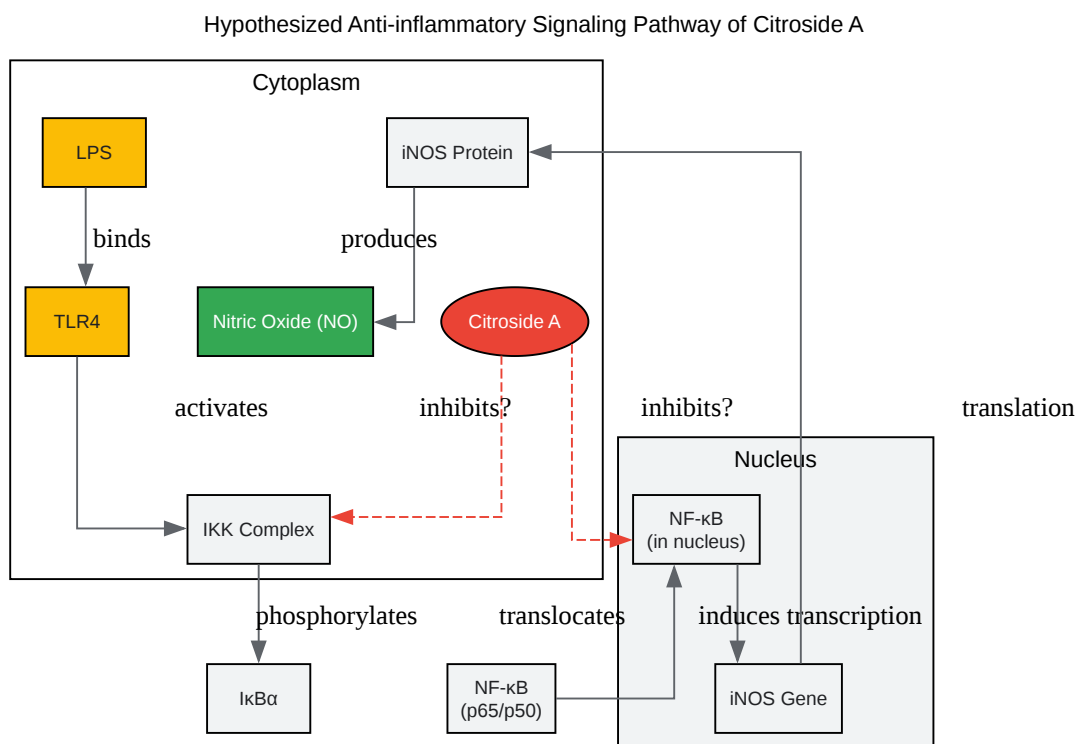 Hypothesized Anti-inflammatory Signaling Pathway of Citroside A
Cytoplasm
LPS
iNOS Protein
binds
produces
TLR4
Nitric Oxide (NO)
Citroside A
activates
inhibits?
inhibits?
translation
Nucleus
IKK Complex
NF-κB
(in nucleus)
phosphorylates
translocates
induces transcription
IκBα
NF-κB
(p65/p50)
iNOS Gene